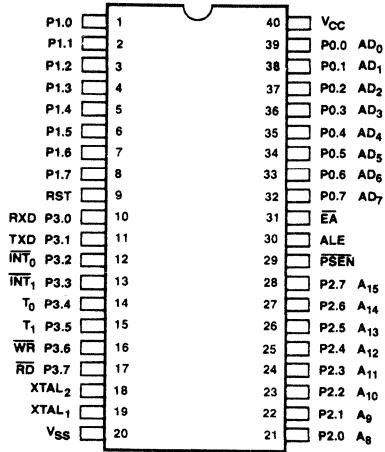 P1.0 1 40 VCC
P1.1 2 39 P0.0 AD0
P1.2 3 38 P0.1 AD1
P1.3 4 37 P0.2 AD2
P1.4 5 36 P0.3 AD3
P1.5 6 35 P0.4 AD4
P1.6 7 34 P0.5 AD5
P1.7 8 33 P0.6 AD6
RST 9 32 P0.7 AD7
RXD P3.0 10 31 EA
TXD P3.1 11 30 ALE
INT0 P3.2 12 29 PSEN
INT1 P3.3 13 28 P2.7 A15
T0 P3.4 14 27 P2.6 A14
T1 P3.5 15 26 P2.5 A13
WR P3.6 16 25 P2.4 A12
RD P3.7 17 24 P2.3 A11
XTAL2 18 23 P2.2 A10
XTAL1 19 22 P2.1 A9
VSS 20 21 P2.0 A8